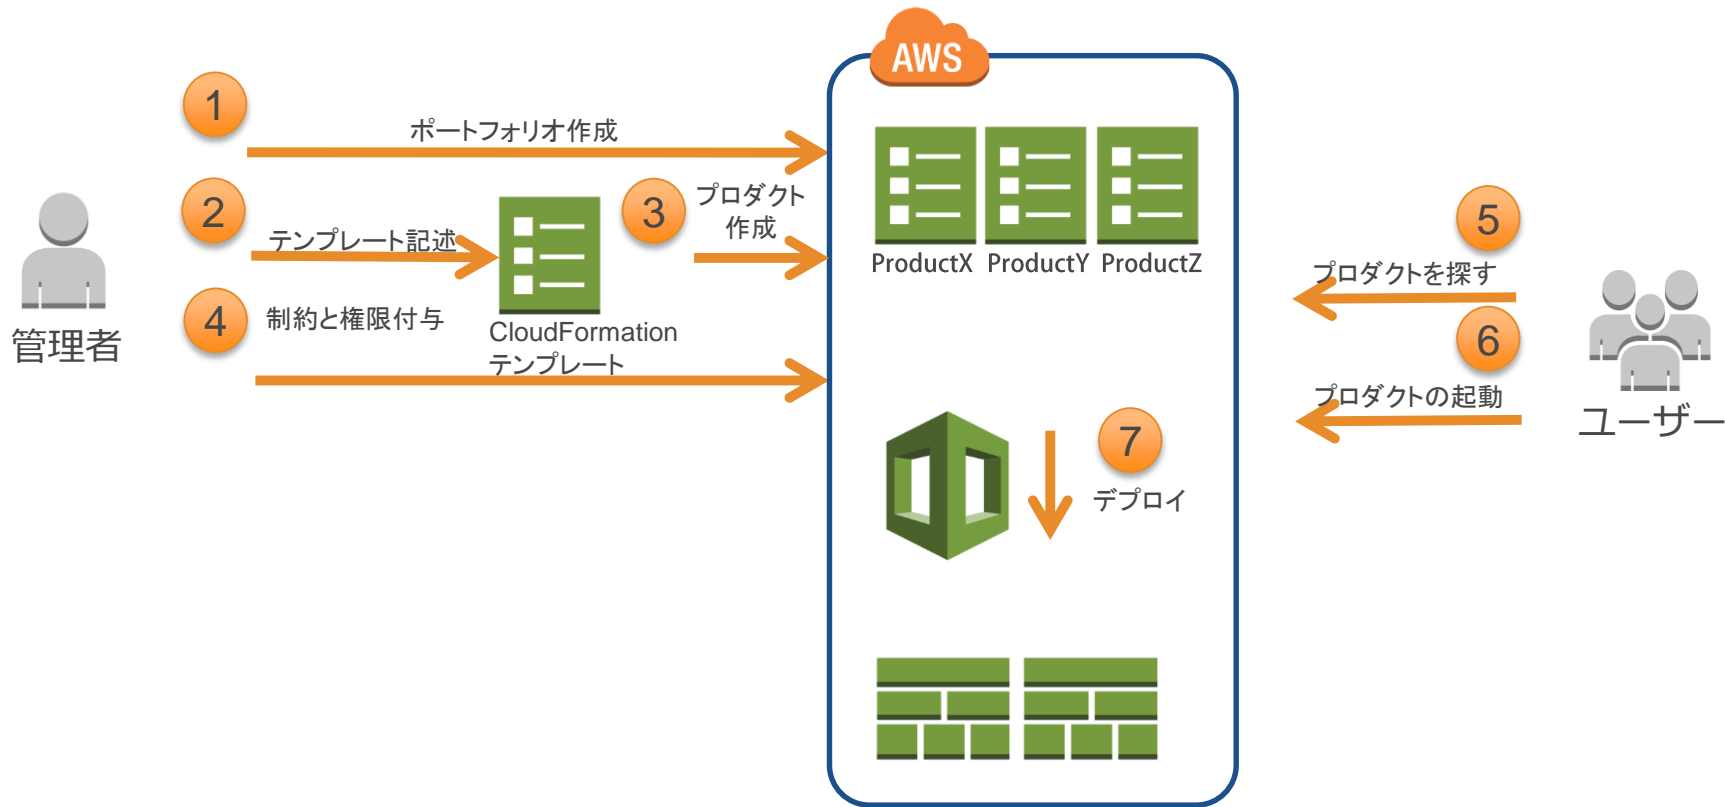 AWS
1
ポートフォリオ作成
2
テンプレート記述
3
プロダクト
作成
ProductX ProductY ProductZ
4
制約と権限付与
CloudFormation
テンプレート
管理者
5
プロダクトを探す
6
プロダクトの起動
ユーザー
7
デプロイ